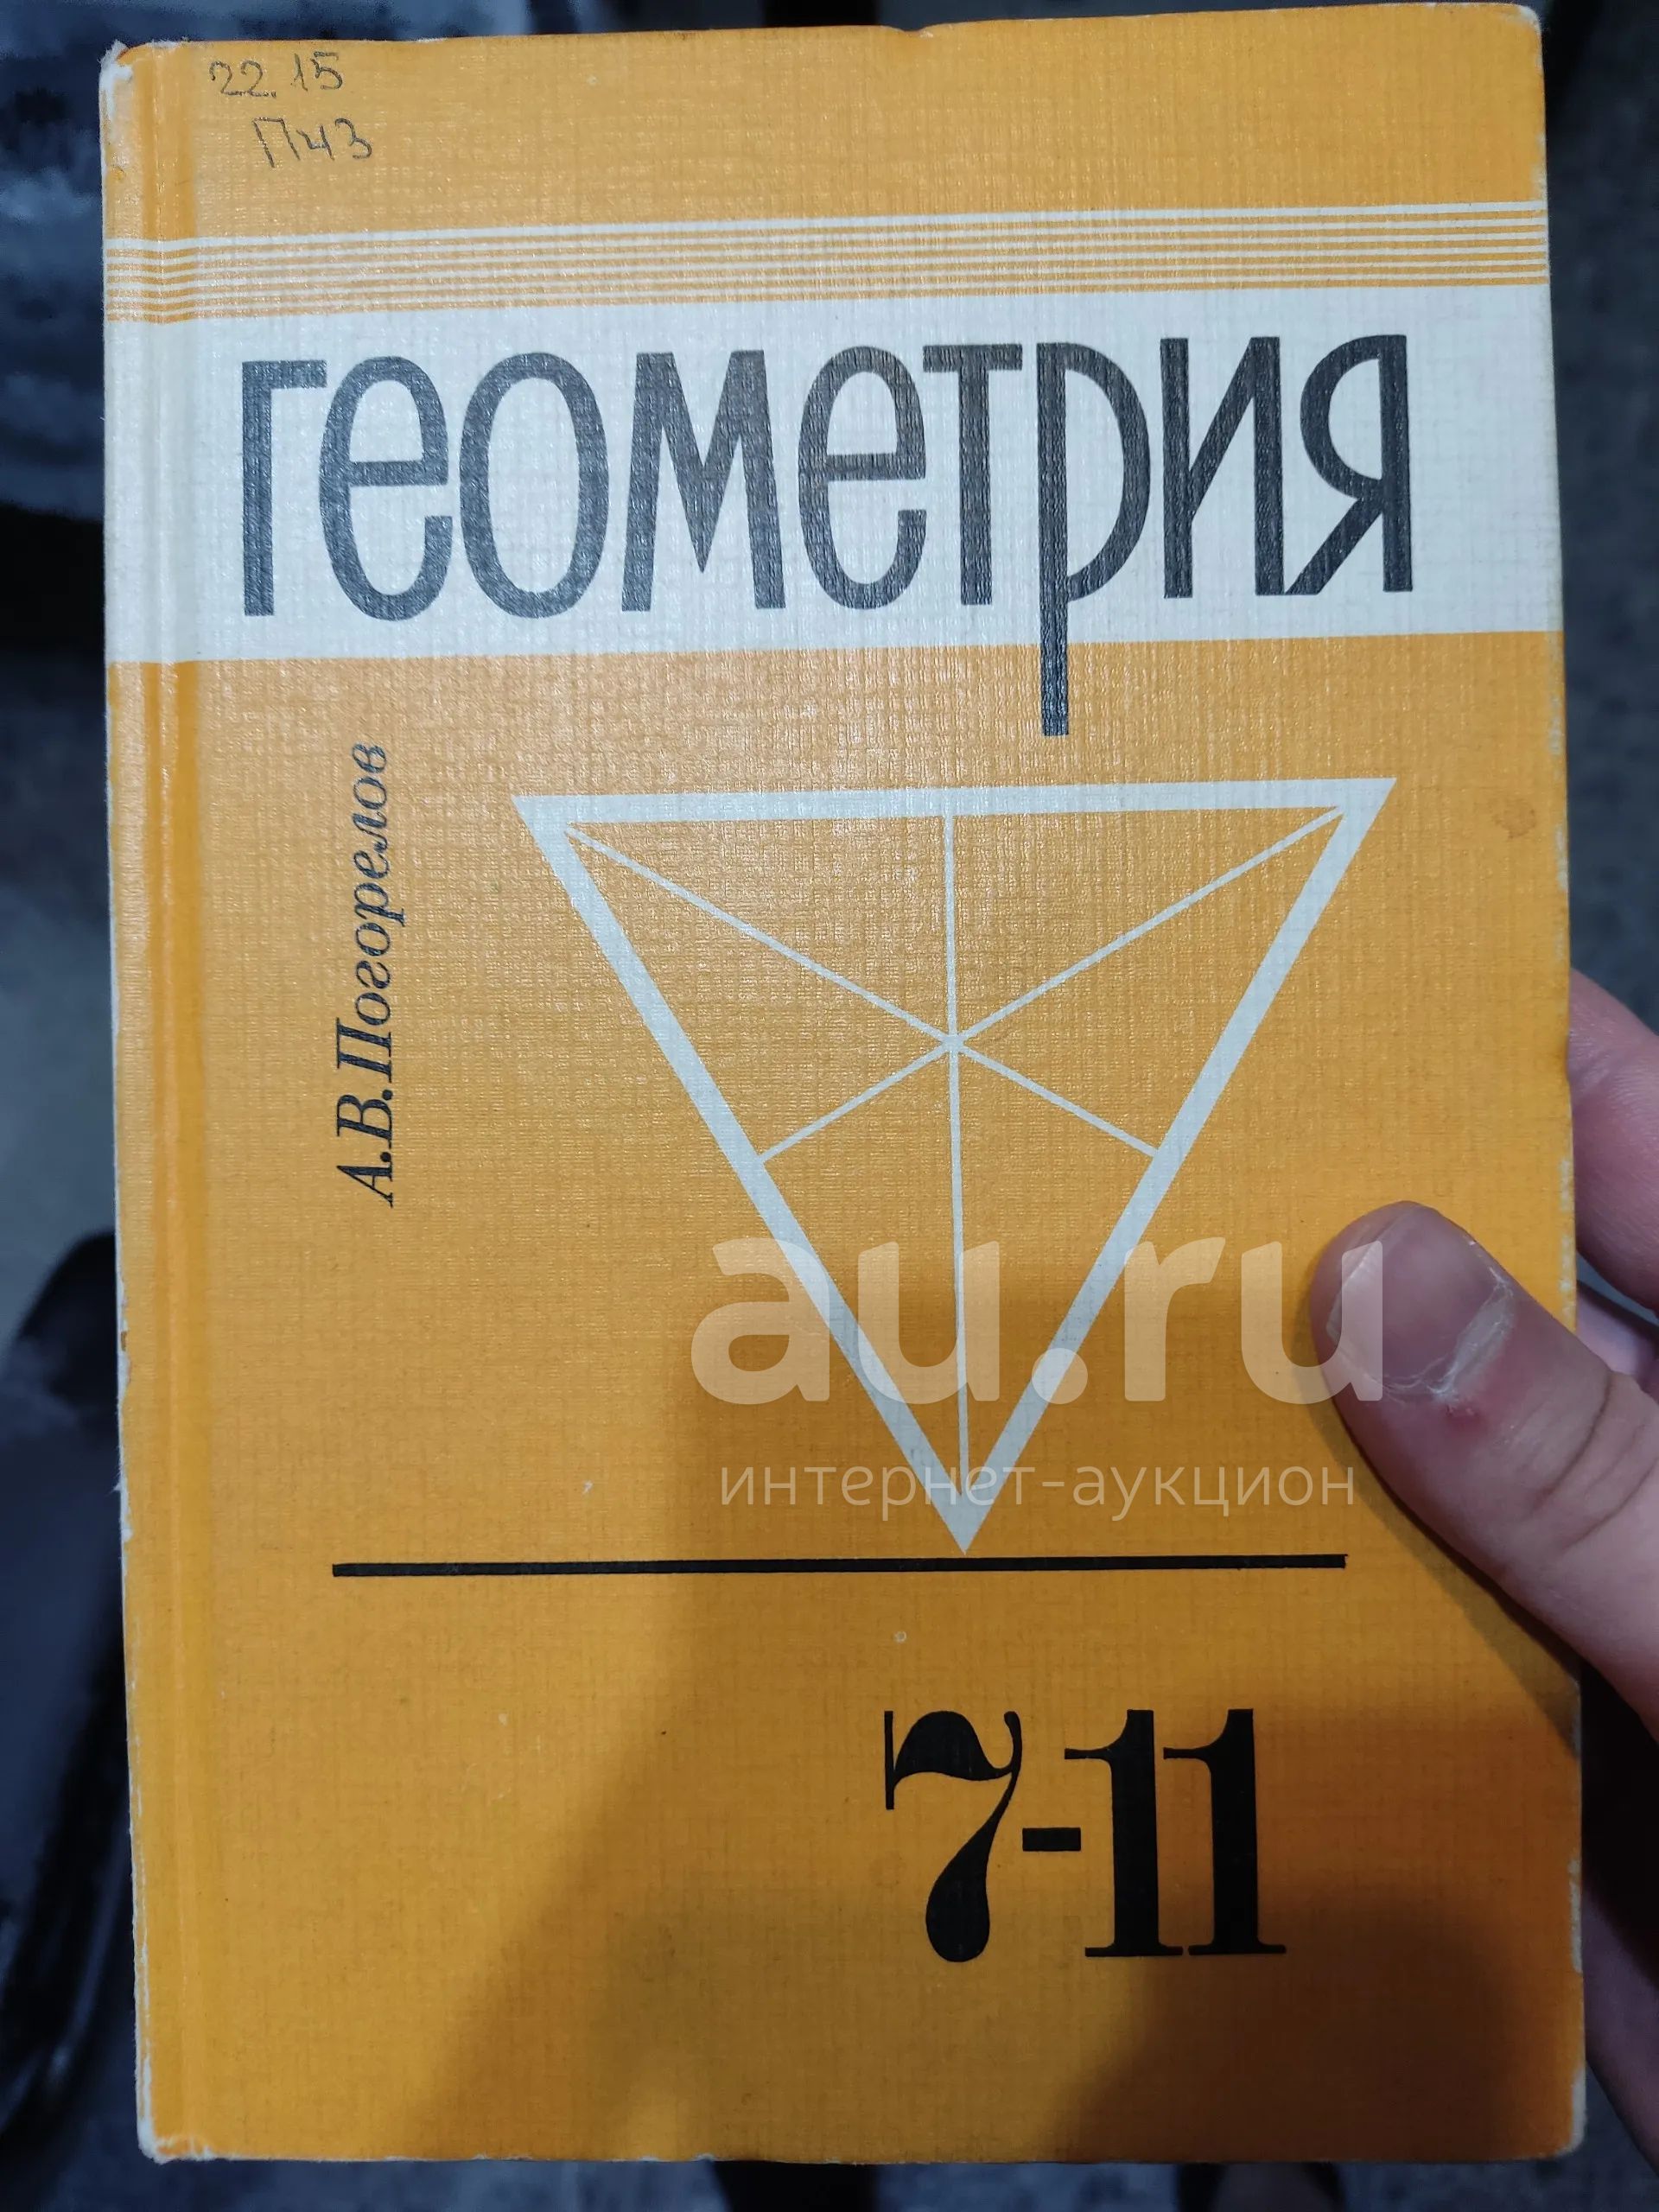 22.15
П43
геометрия
А.В.Погорелов
au.ru
интернет-аукцион
7-11